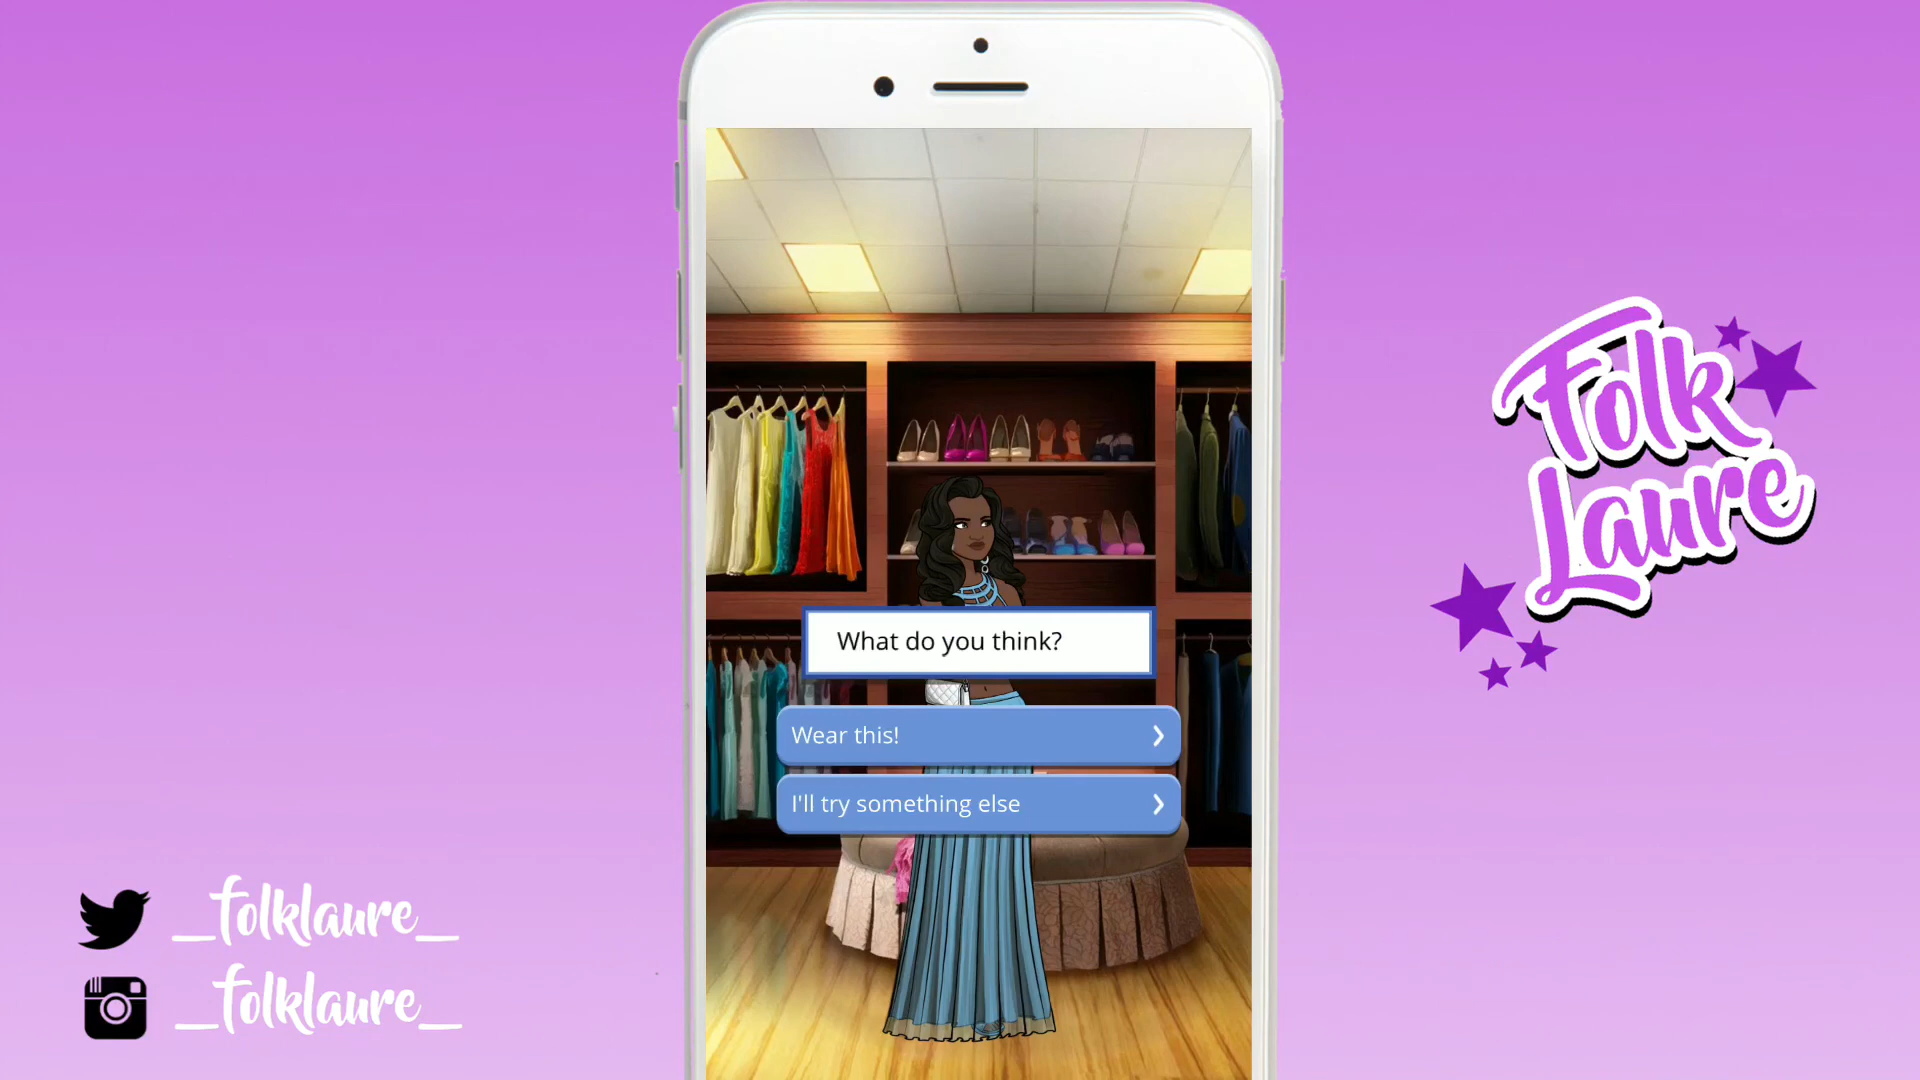 What do you think?
Wear this!
I'll try something else
Folk
Laure
_folklaure_
_folklaure_